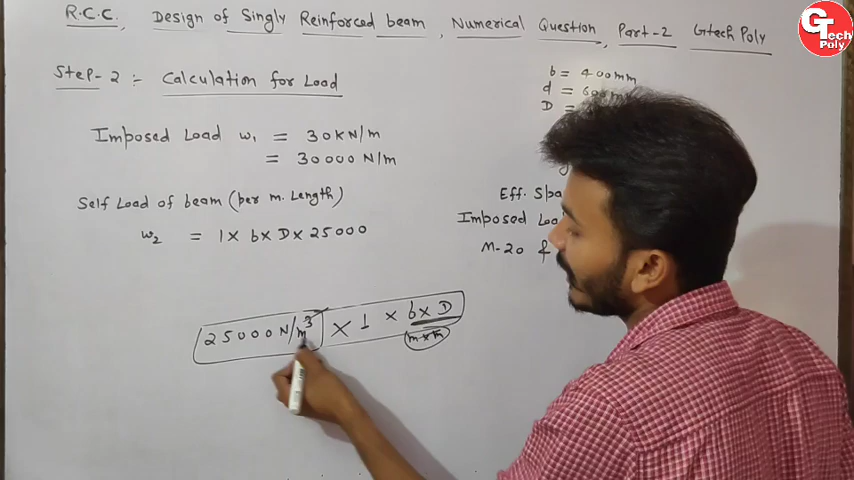 R.C.C. Design of Singly Reinforced beam, Numerical Question, Part-2 Gtech Poly
GTech Poly
Step-2 :- Calculation for Load
b = 400mm
d = 600mm
D =
Imposed Load w₁ = 30KN/m
= 30000 N/m
Self Load of beam (per m. Length)
Eff. Spa
Imposed Loa
w₂ = 1 x b x D x 25000
M-20 &
25000 N/m³ x 1 x b x D
m x m